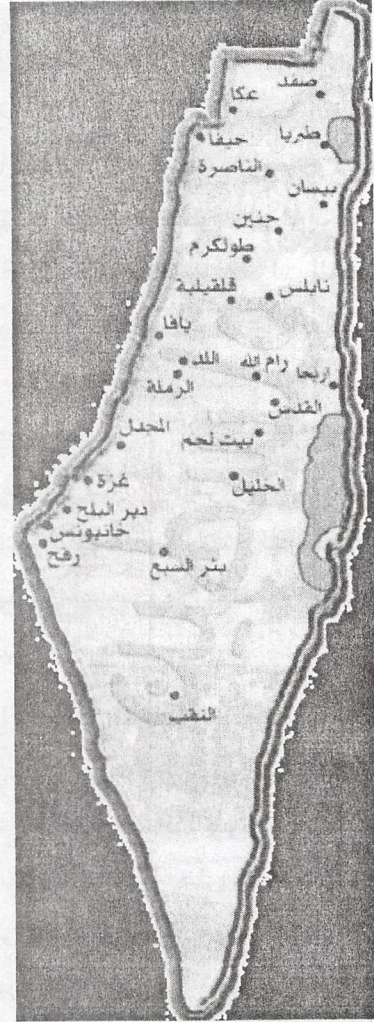 صفد
عكا
طبريا
حيفا
الناصرة
بيسان
جنين
طولكرم
نابلس
قلقيلية
يافا
اللد
رام الله
اريحا
الرملة
القدس
المجدل
بيت لحم
غزة
الخليل
دير البلح
خانيونس
رفح
بئر السبع
النقب